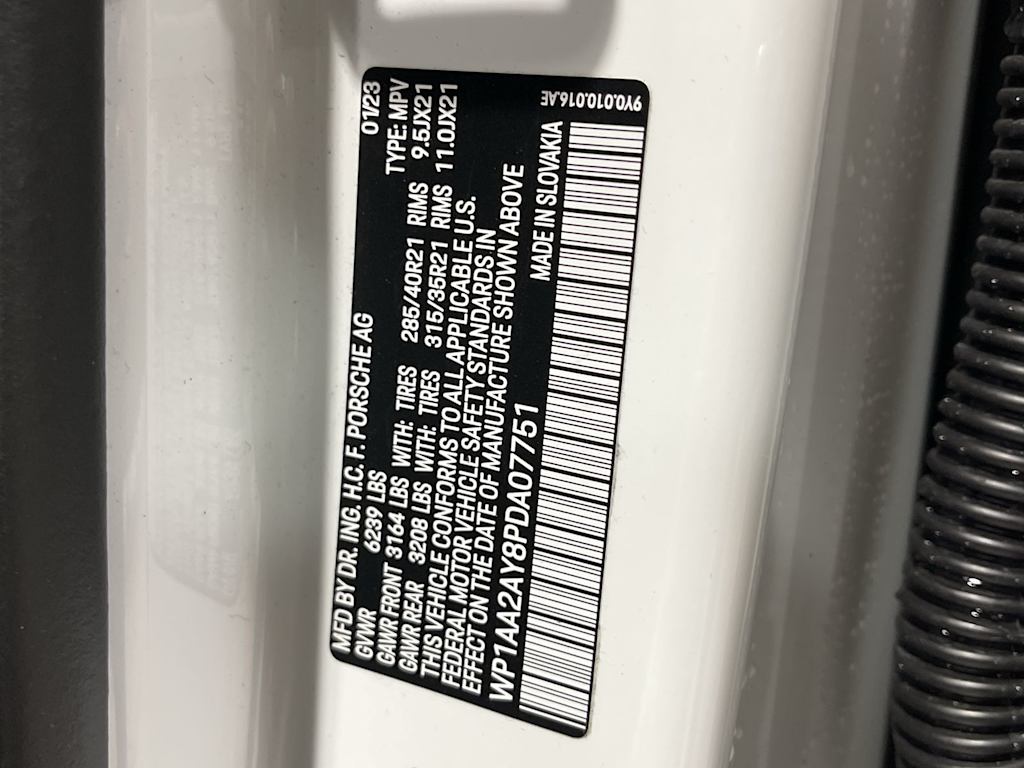 MFD BY DR. ING. H.C. F. PORSCHE AG 01/23
GVWR 6239 LBS TYPE: MPV
GAWR FRONT 3164 LBS WITH: TIRES 285/40R21 RIMS 9.5JX21
GAWR REAR 3208 LBS WITH: TIRES 315/35R21 RIMS 11.0JX21
THIS VEHICLE CONFORMS TO ALL APPLICABLE U.S.
FEDERAL MOTOR VEHICLE SAFETY STANDARDS IN
EFFECT ON THE DATE OF MANUFACTURE SHOWN ABOVE
WP1AA2AY8PDA07751 MADE IN SLOVAKIA
9Y0.010.016.AE